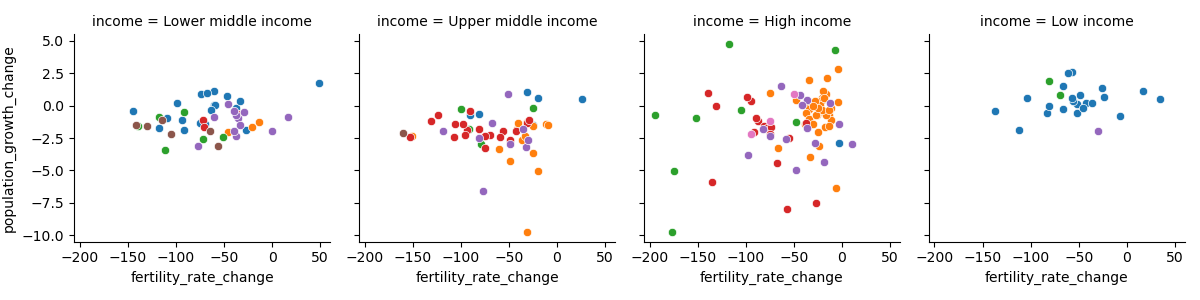 income = Lower middle income
income = Upper middle income
income = High income
income = Low income
population_growth_change
5.0
2.5
0.0
−2.5
−5.0
−7.5
−10.0
−200 −150 −100 −50 0 50
−200 −150 −100 −50 0 50
−200 −150 −100 −50 0 50
−200 −150 −100 −50 0 50
fertility_rate_change
fertility_rate_change
fertility_rate_change
fertility_rate_change